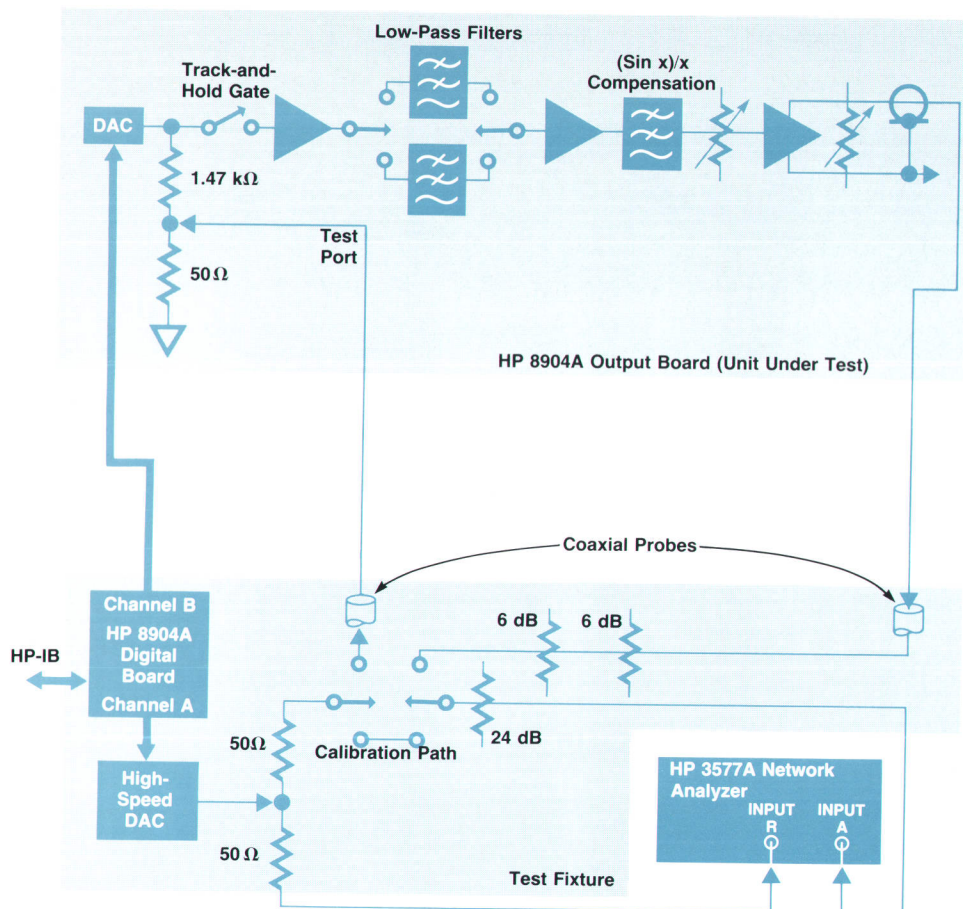 Low-Pass Filters
(Sin x)/x
Compensation
Track-and-
Hold Gate
DAC
1.47 kΩ
Test
Port
50Ω
HP 8904A Output Board (Unit Under Test)
Coaxial Probes
Channel B
HP 8904A
Digital
Board
Channel A
HP-IB
6 dB
6 dB
24 dB
50Ω
Calibration Path
High-
Speed
DAC
50Ω
HP 3577A Network
Analyzer
INPUT
R
INPUT
A
Test Fixture